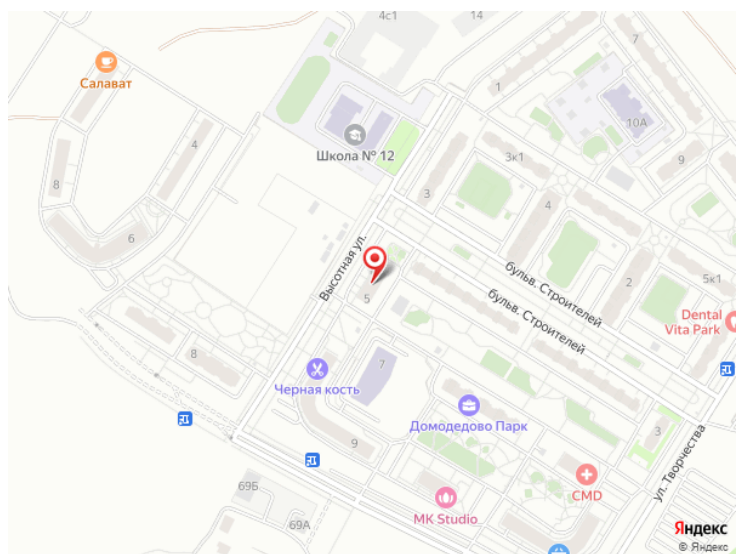 4с1
14
7
1
Салават
10А
Школа № 12
4
8
3к1
9
3
4
6
Высотная ул.
бульв. Строителей
2
5к1
5
бульв. Строителей
Dental
Vita Park
8
7
Черная кость
Домодедово Парк
3
9
ул. Творчества
69Б
CMD
MK Studio
69А
Яндекс
© Яндекс